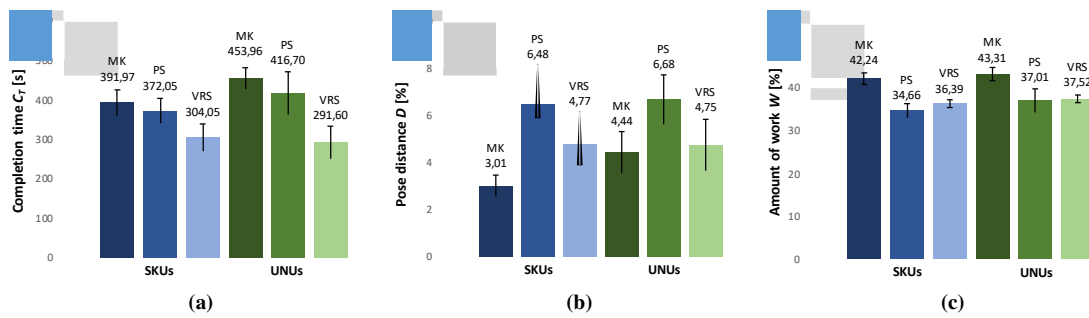 Completion time C_T [s]
500
400
300
200
100
0
MK
391,97
PS
372,05
VRS
304,05
MK
453,96
PS
416,70
VRS
291,60
SKUs
UNUs
(a)
Pose distance D [%]
8
6
4
2
0
MK
3,01
PS
6,48
VRS
4,77
MK
4,44
PS
6,68
VRS
4,75
SKUs
UNUs
(b)
Amount of work W [%]
40
30
20
10
0
MK
42,24
PS
34,66
VRS
36,39
MK
43,31
PS
37,01
VRS
37,52
SKUs
UNUs
(c)